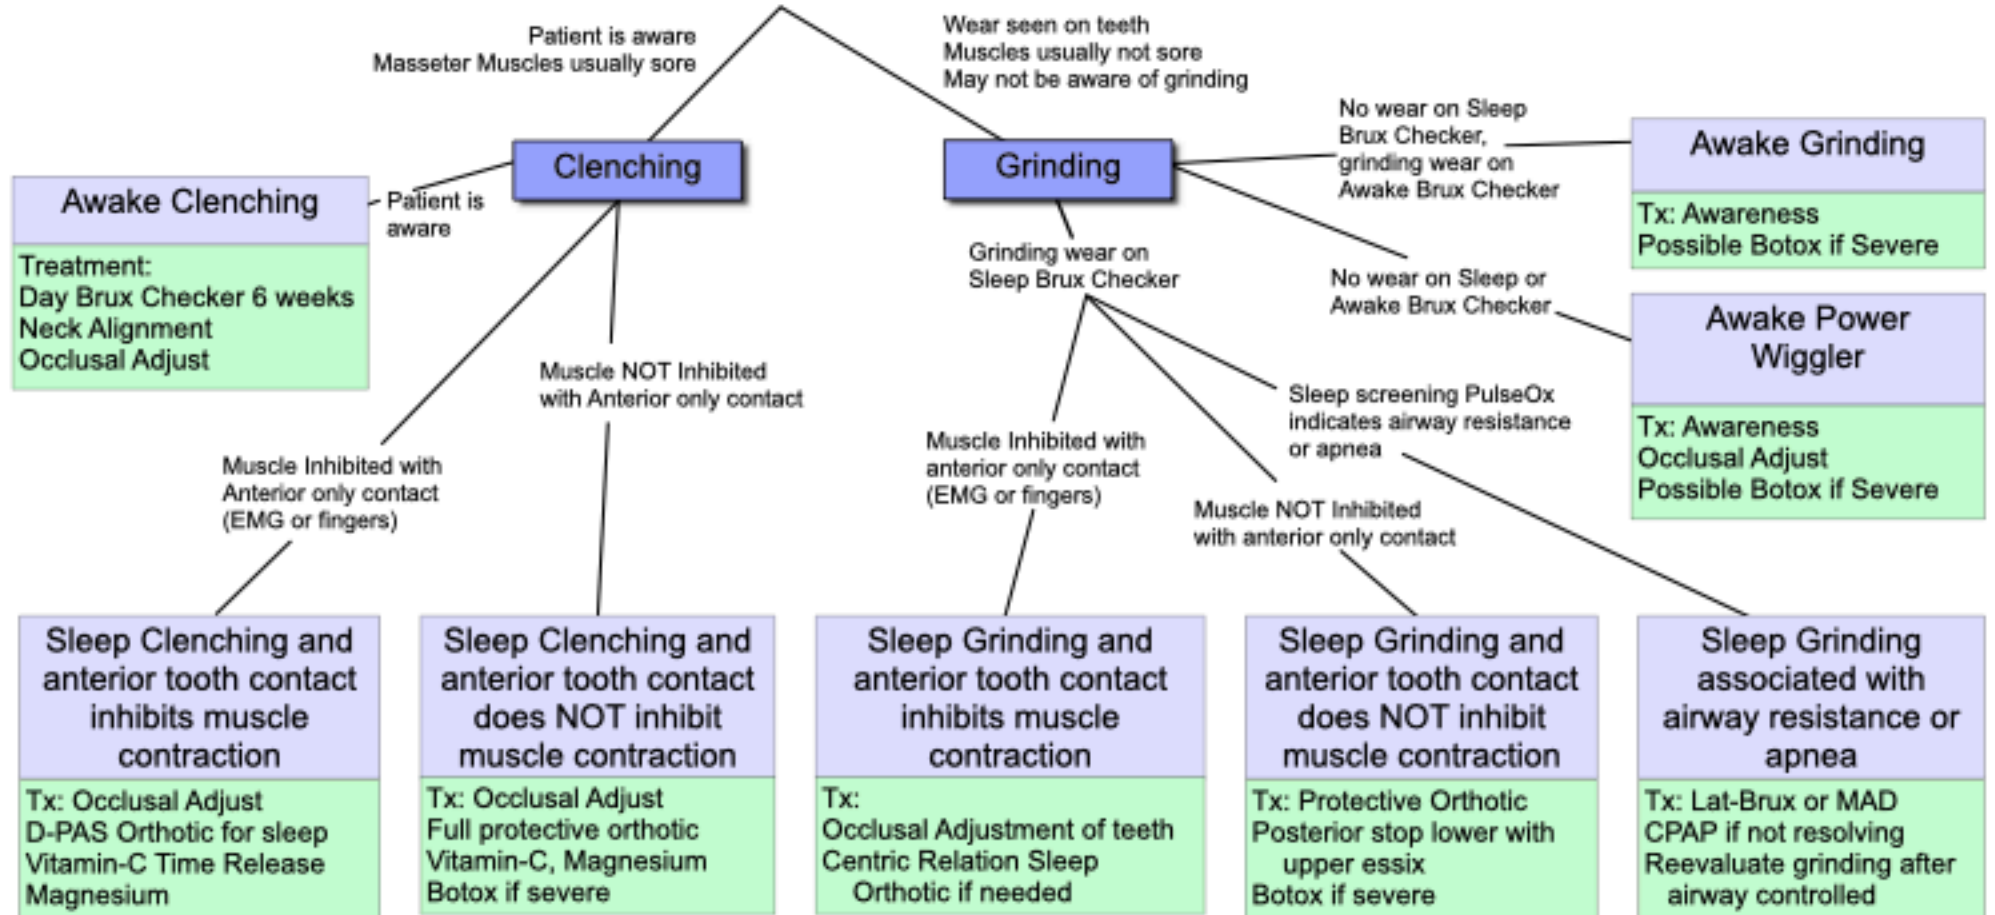 Patient is aware
Masseter Muscles usually sore
Wear seen on teeth
Muscles usually not sore
May not be aware of grinding
Clenching
Grinding
Patient is
aware
Awake Clenching
Treatment:
Day Brux Checker 6 weeks
Neck Alignment
Occlusal Adjust
No wear on Sleep
Brux Checker,
grinding wear on
Awake Brux Checker
Awake Grinding
Tx: Awareness
Possible Botox if Severe
Grinding wear on
Sleep Brux Checker
No wear on Sleep or
Awake Brux Checker
Awake Power
Wiggler
Tx: Awareness
Occlusal Adjust
Possible Botox if Severe
Muscle Inhibited with
Anterior only contact
(EMG or fingers)
Muscle NOT Inhibited
with Anterior only contact
Muscle Inhibited with
anterior only contact
(EMG or fingers)
Muscle NOT Inhibited
with anterior only contact
Sleep screening PulseOx
indicates airway resistance
or apnea
Sleep Clenching and
anterior tooth contact
inhibits muscle
contraction
Tx: Occlusal Adjust
D-PAS Orthotic for sleep
Vitamin-C Time Release
Magnesium
Sleep Clenching and
anterior tooth contact
does NOT inhibit
muscle contraction
Tx: Occlusal Adjust
Full protective orthotic
Vitamin-C, Magnesium
Botox if severe
Sleep Grinding and
anterior tooth contact
inhibits muscle
contraction
Tx:
Occlusal Adjustment of teeth
Centric Relation Sleep
Orthotic if needed
Sleep Grinding and
anterior tooth contact
does NOT inhibit
muscle contraction
Tx: Protective Orthotic
Posterior stop lower with
upper essix
Botox if severe
Sleep Grinding
associated with
airway resistance or
apnea
Tx: Lat-Brux or MAD
CPAP if not resolving
Reevaluate grinding after
airway controlled